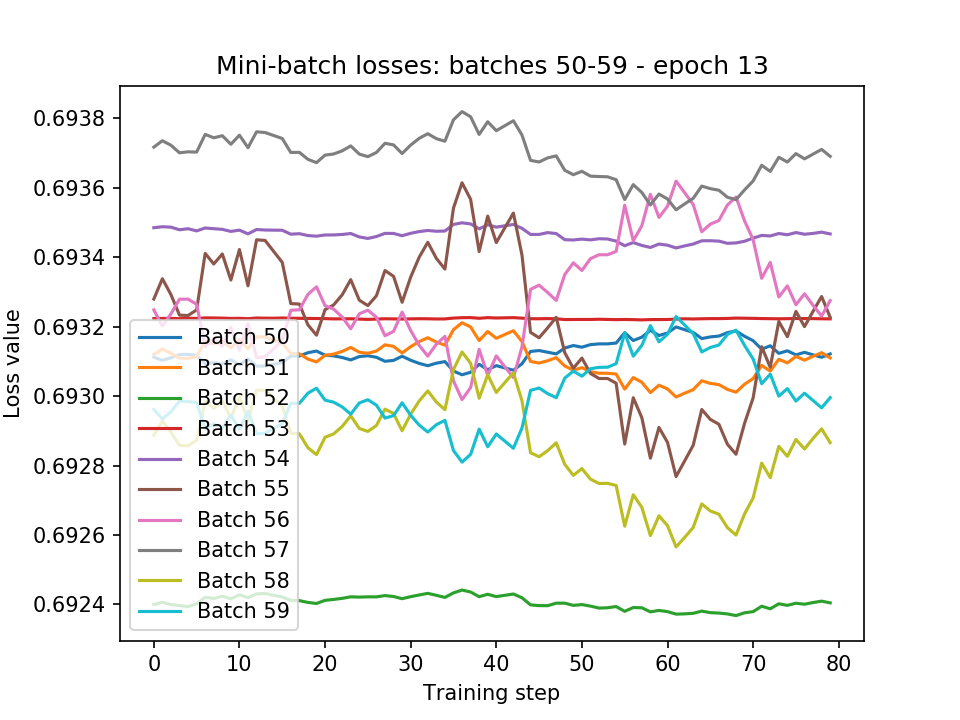 Mini-batch losses: batches 50-59 - epoch 13
Loss value
0.6938
0.6936
0.6934
0.6932
0.6930
0.6928
0.6926
0.6924
Batch 50
Batch 51
Batch 52
Batch 53
Batch 54
Batch 55
Batch 56
Batch 57
Batch 58
Batch 59
0 10 20 30 40 50 60 70 80
Training step